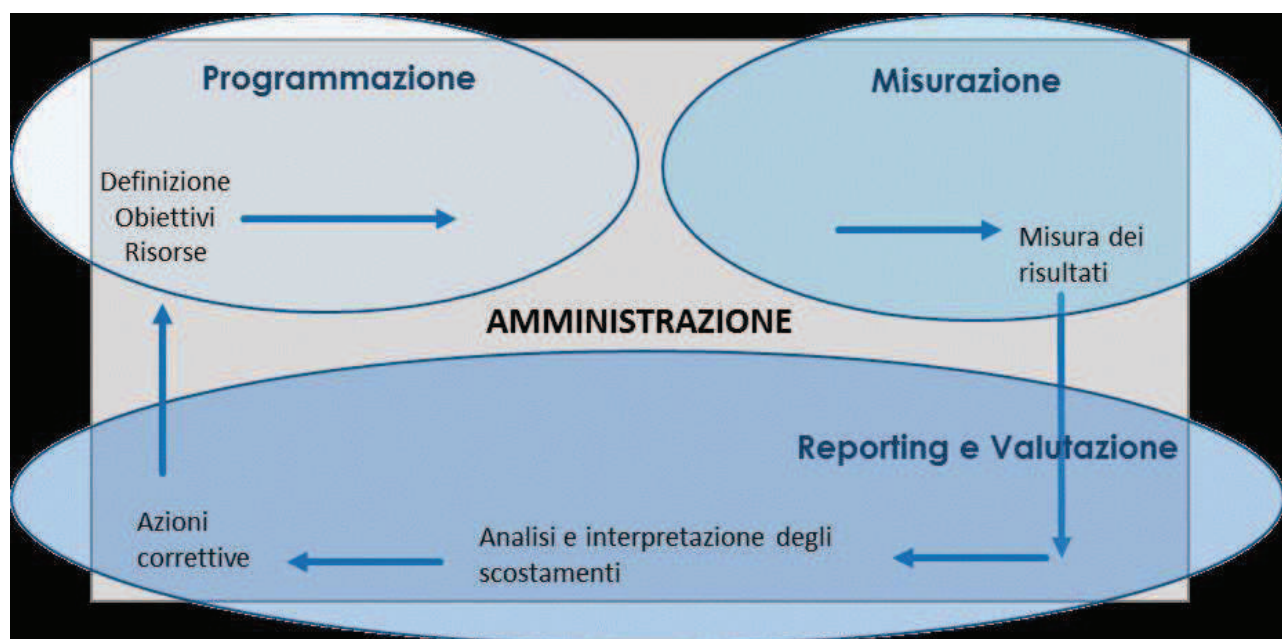 Programmazione
Misurazione
Definizione
Obiettivi
Risorse
Misura dei
risultati
AMMINISTRAZIONE
Reporting e Valutazione
Azioni
correttive
Analisi e interpretazione degli
scostamenti